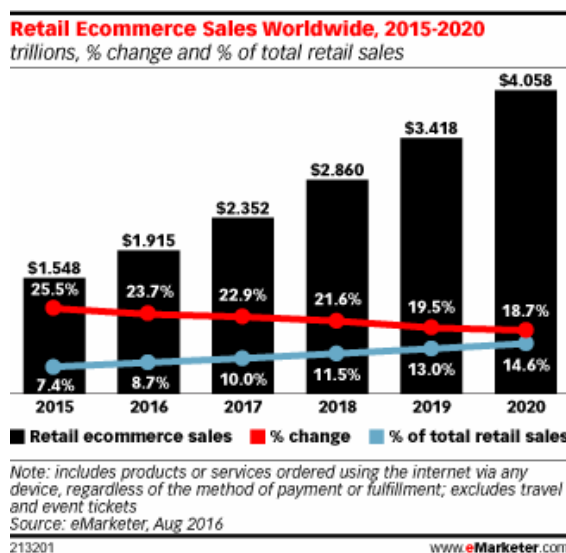 Retail Ecommerce Sales Worldwide, 2015-2020
trillions, % change and % of total retail sales
$4.058
$3.418
$2.860
$2.352
$1.915
$1.548
25.5% 23.7% 22.9% 21.6% 19.5% 18.7%
7.4% 8.7% 10.0% 11.5% 13.0% 14.6%
2015 2016 2017 2018 2019 2020
Retail ecommerce sales % change % of total retail sales
Note: includes products or services ordered using the internet via any
device, regardless of the method of payment or fulfillment; excludes travel
and event tickets
Source: eMarketer, Aug 2016
213201 www.eMarketer.com